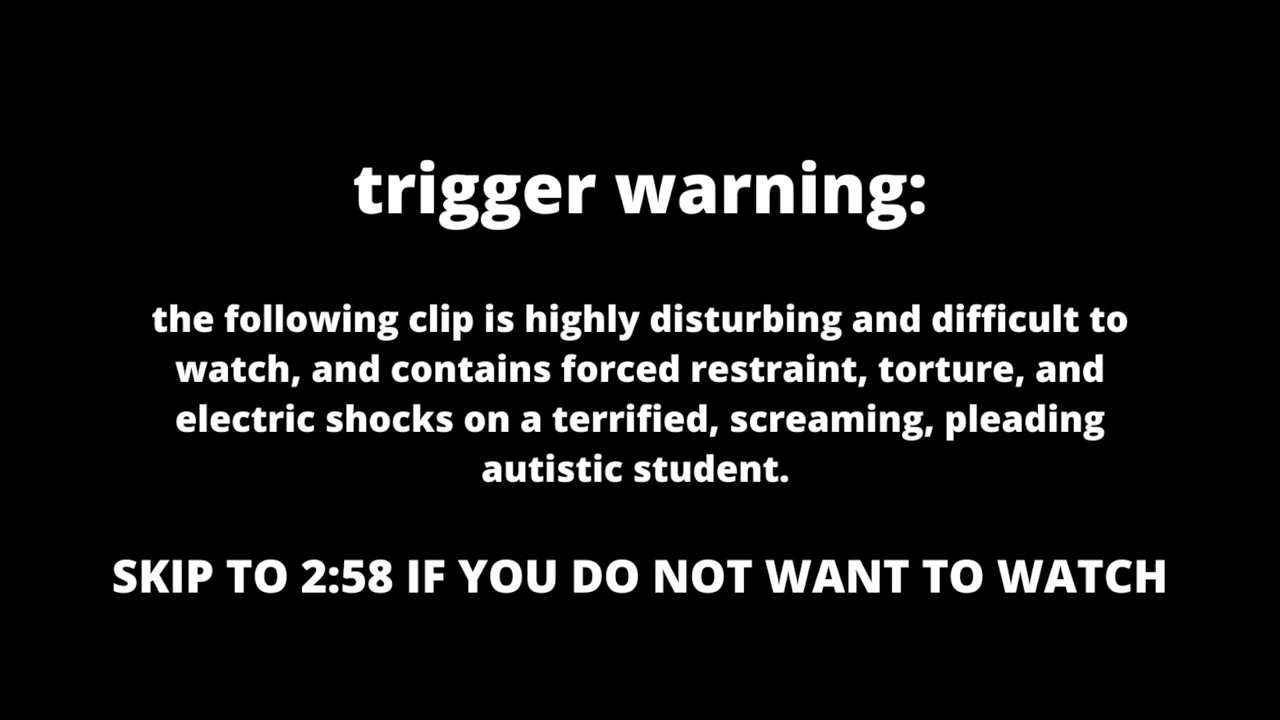 trigger warning:
the following clip is highly disturbing and difficult to
watch, and contains forced restraint, torture, and
electric shocks on a terrified, screaming, pleading
autistic student.
SKIP TO 2:58 IF YOU DO NOT WANT TO WATCH